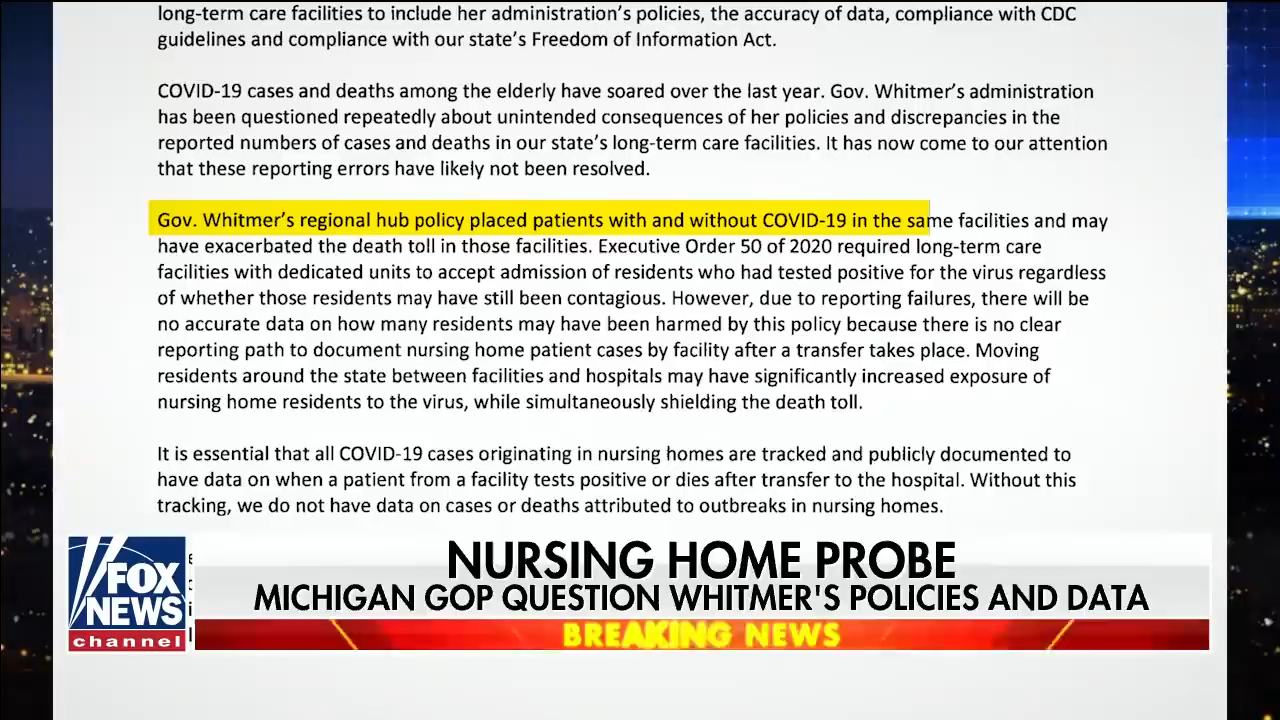 long-term care facilities to include her administration's policies, the accuracy of data, compliance with CDC
guidelines and compliance with our state's Freedom of Information Act.
COVID-19 cases and deaths among the elderly have soared over the last year. Gov. Whitmer's administration
has been questioned repeatedly about unintended consequences of her policies and discrepancies in the
reported numbers of cases and deaths in our state's long-term care facilities. It has now come to our attention
that these reporting errors have likely not been resolved.
Gov. Whitmer's regional hub policy placed patients with and without COVID-19 in the same facilities and may
have exacerbated the death toll in those facilities. Executive Order 50 of 2020 required long-term care
facilities with dedicated units to accept admission of residents who had tested positive for the virus regardless
of whether those residents may have still been contagious. However, due to reporting failures, there will be
no accurate data on how many residents may have been harmed by this policy because there is no clear
reporting path to document nursing home patient cases by facility after a transfer takes place. Moving
residents around the state between facilities and hospitals may have significantly increased exposure of
nursing home residents to the virus, while simultaneously shielding the death toll.
It is essential that all COVID-19 cases originating in nursing homes are tracked and publicly documented to
have data on when a patient from a facility tests positive or dies after transfer to the hospital. Without this
tracking, we do not have data on cases or deaths attributed to outbreaks in nursing homes.
FOX
NEWS
channel
NURSING HOME PROBE
MICHIGAN GOP QUESTION WHITMER'S POLICIES AND DATA
BREAKING NEWS